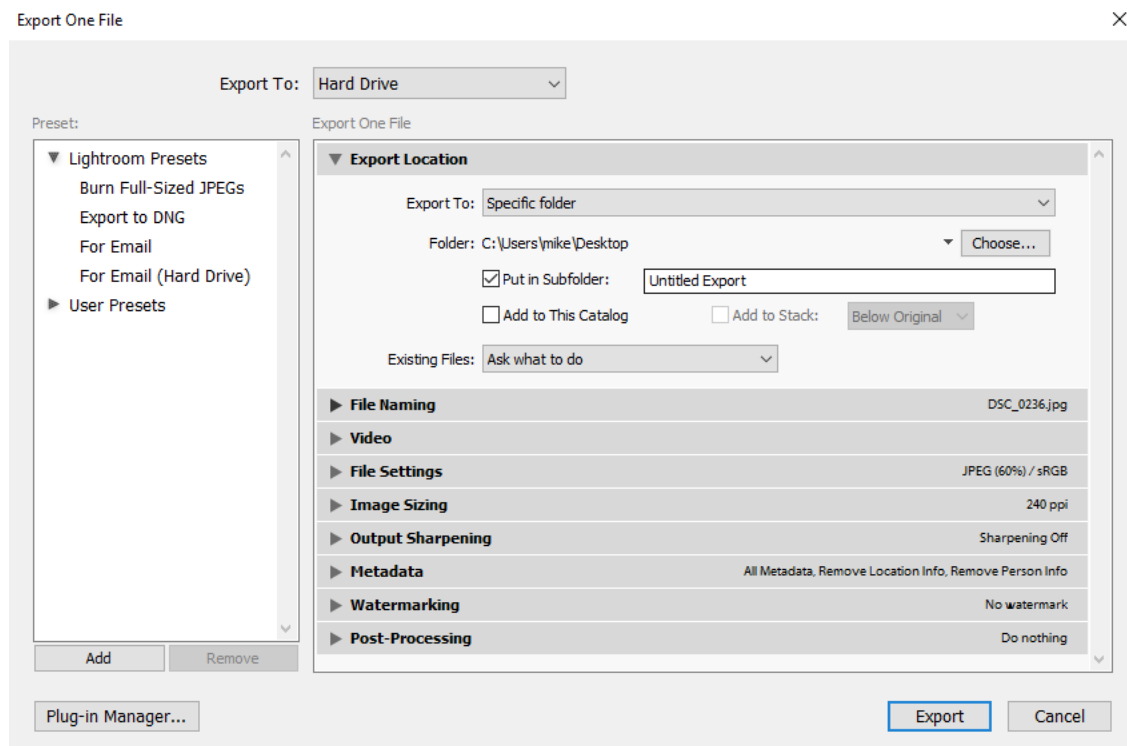 Export One File
Export To: Hard Drive
Preset:
Export One File
Lightroom Presets
Burn Full-Sized JPEGs
Export to DNG
For Email
For Email (Hard Drive)
User Presets
Add Remove
Export Location
Export To: Specific folder
Folder: C:\Users\mike\Desktop Choose...
Put in Subfolder: Untitled Export
Add to This Catalog Add to Stack: Below Original
Existing Files: Ask what to do
File Naming DSC_0236.jpg
Video
File Settings JPEG (60%) / sRGB
Image Sizing 240 ppi
Output Sharpening Sharpening Off
Metadata All Metadata, Remove Location Info, Remove Person Info
Watermarking No watermark
Post-Processing Do nothing
Plug-in Manager... Export Cancel